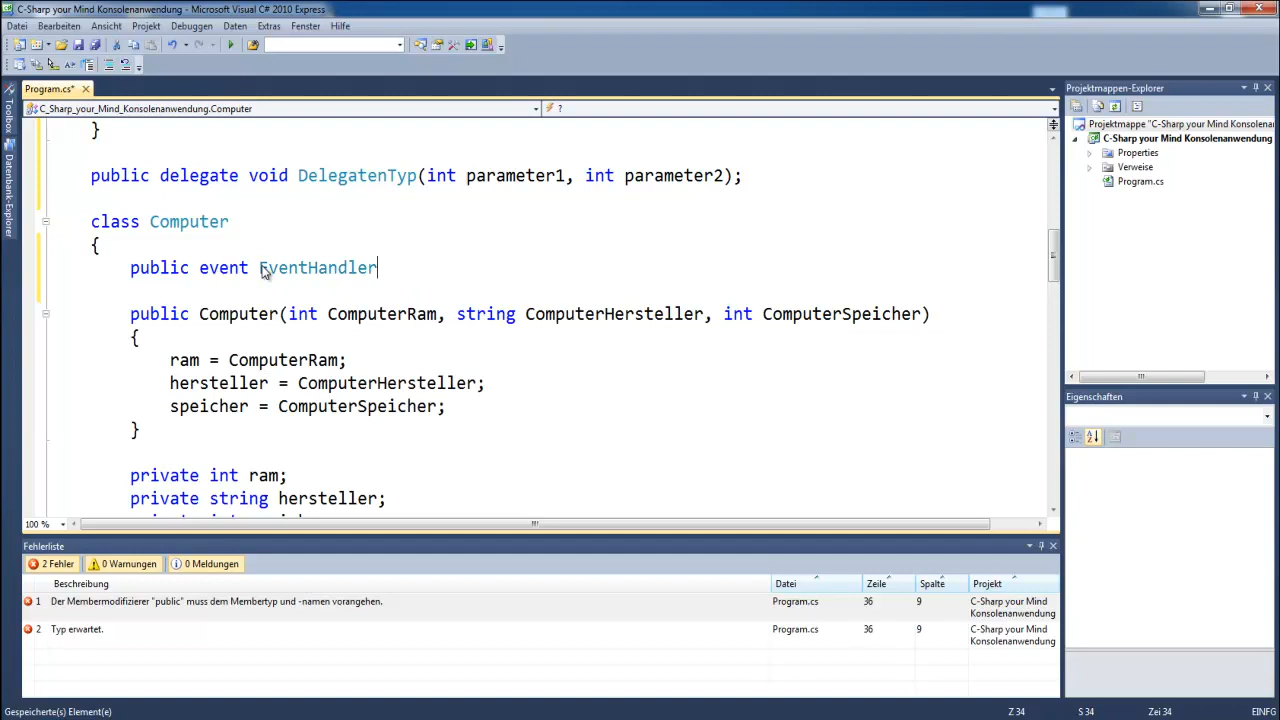 C-Sharp your Mind Konsolenanwendung - Microsoft Visual C# 2010 Express
Datei Bearbeiten Ansicht Projekt Debuggen Daten Extras Fenster Hilfe
Toolbox
Datenbank-Explorer
Program.cs*
C_Sharp_your_Mind_Konsolenanwendung.Computer
?
}
public delegate void DelegatenTyp(int parameter1, int parameter2);
class Computer
{
public event EventHandler
public Computer(int ComputerRam, string ComputerHersteller, int ComputerSpeicher)
{
ram = ComputerRam;
hersteller = ComputerHersteller;
speicher = ComputerSpeicher;
}
private int ram;
private string hersteller;
100 %
Projektmappen-Explorer
Projektmappe "C-Sharp your Mind Konsolenan
C-Sharp your Mind Konsolenanwendung
Properties
Verweise
Program.cs
Eigenschaften
Fehlerliste
2 Fehler 0 Warnungen 0 Meldungen
Beschreibung Datei Zeile Spalte Projekt
1 Der Membermodifizierer "public" muss dem Membertyp und -namen vorangehen. Program.cs 36 9 C-Sharp your Mind
Konsolenanwendung
2 Typ erwartet. Program.cs 36 9 C-Sharp your Mind
Konsolenanwendung
Gespeicherte(s) Element(e) Z 34 S 34 Zei 34 EINFG